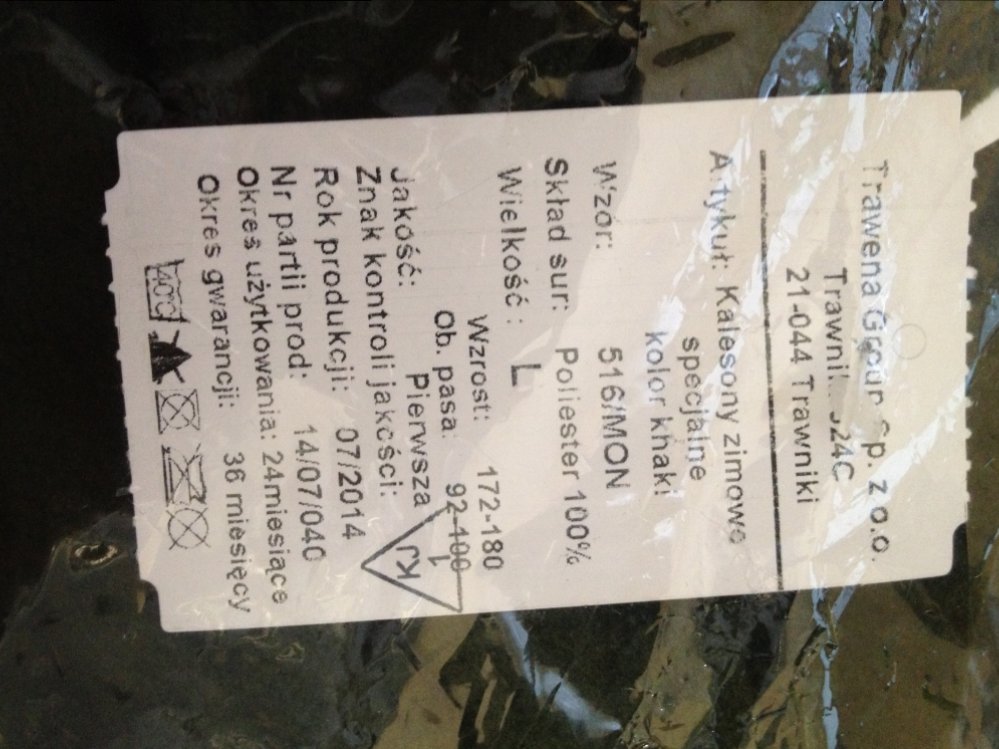 Trawena Group Sp. z o.o.
Trawniki 524C
21-044 Trawniki
Artykuł: Kalesony zimowo
specjalne
kolor khaki
Wzór: 516/MON
Skład sur: Poliester 100%
Wielkość : L
Wzrost: 172-180
Ob. pasa: 92-100
Jakość: Pierwsza 1
Znak kontroli jakości: KJ
Rok produkcji: 07/2014
Nr partii prod: 14/07/040
Okres użytkowania: 24miesiące
Okres gwarancji: 36 miesięcy
40°C